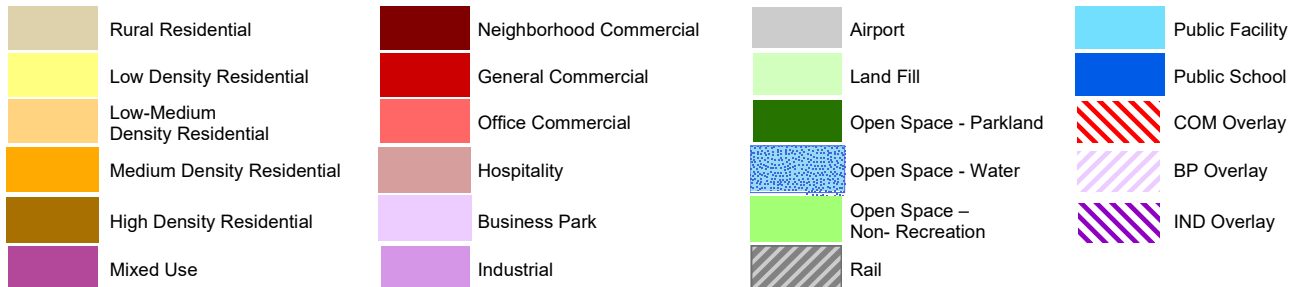 Rural Residential
Low Density Residential
Low-Medium
Density Residential
Medium Density Residential
High Density Residential
Mixed Use
Neighborhood Commercial
General Commercial
Office Commercial
Hospitality
Business Park
Industrial
Airport
Land Fill
Open Space - Parkland
Open Space - Water
Open Space –
Non- Recreation
Rail
Public Facility
Public School
COM Overlay
BP Overlay
IND Overlay